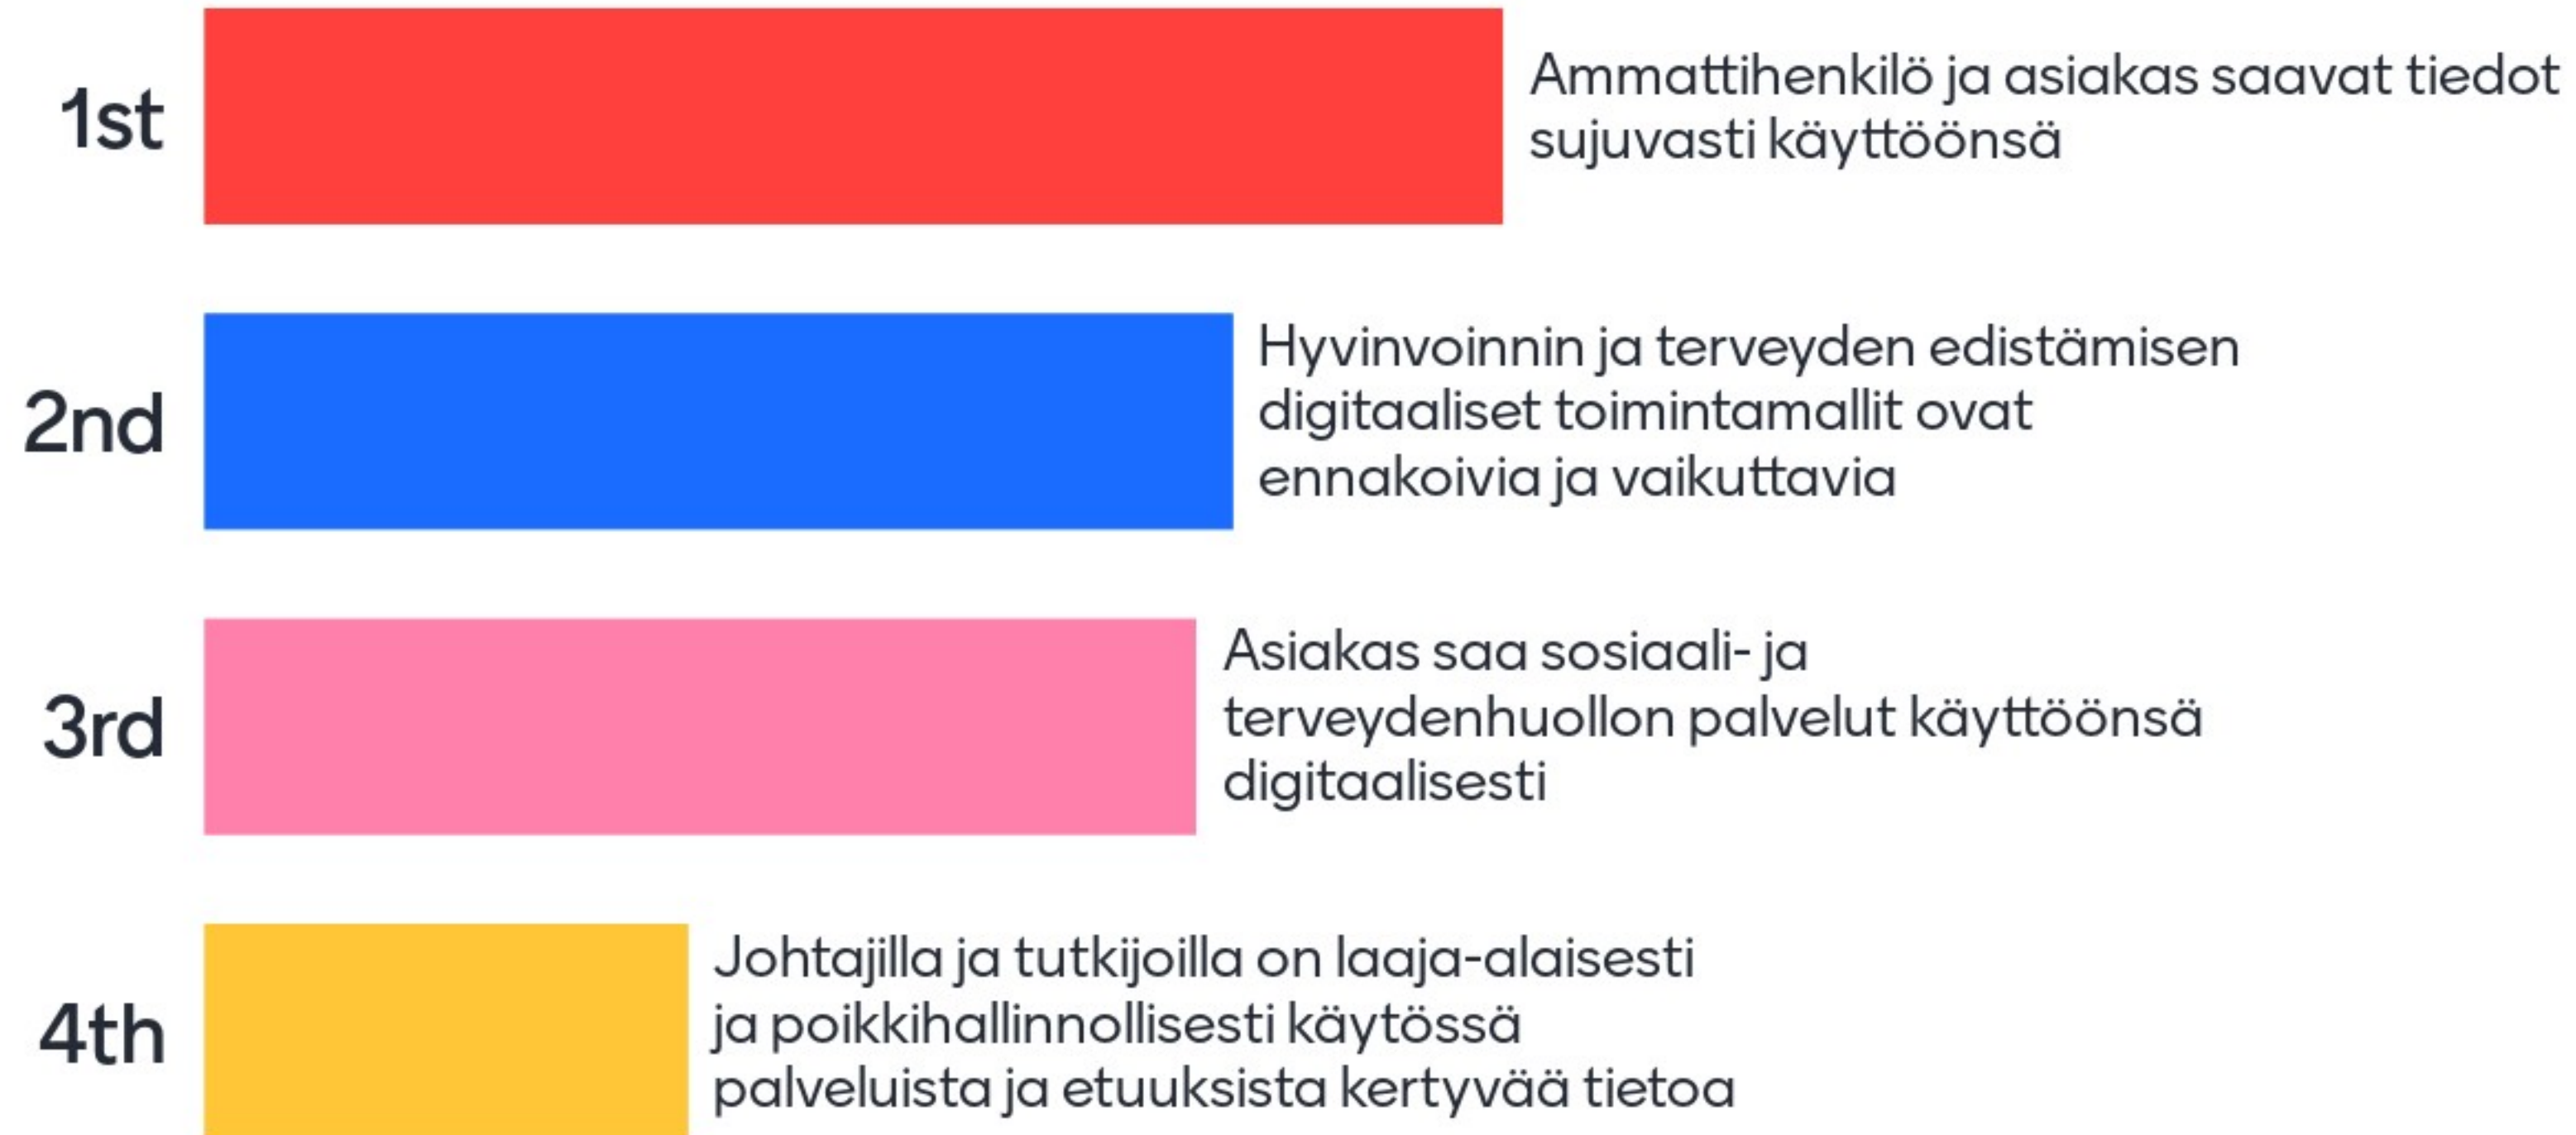 1st
Ammattihenkilö ja asiakas saavat tiedot
sujuvasti käyttöönsä
2nd
Hyvinvoinnin ja terveyden edistämisen
digitaaliset toimintamallit ovat
ennakoivia ja vaikuttavia
3rd
Asiakas saa sosiaali- ja
terveydenhuollon palvelut käyttöönsä
digitaalisesti
4th
Johtajilla ja tutkijoilla on laaja-alaisesti
ja poikkihallinnollisesti käytössä
palveluista ja etuuksista kertyvää tietoa